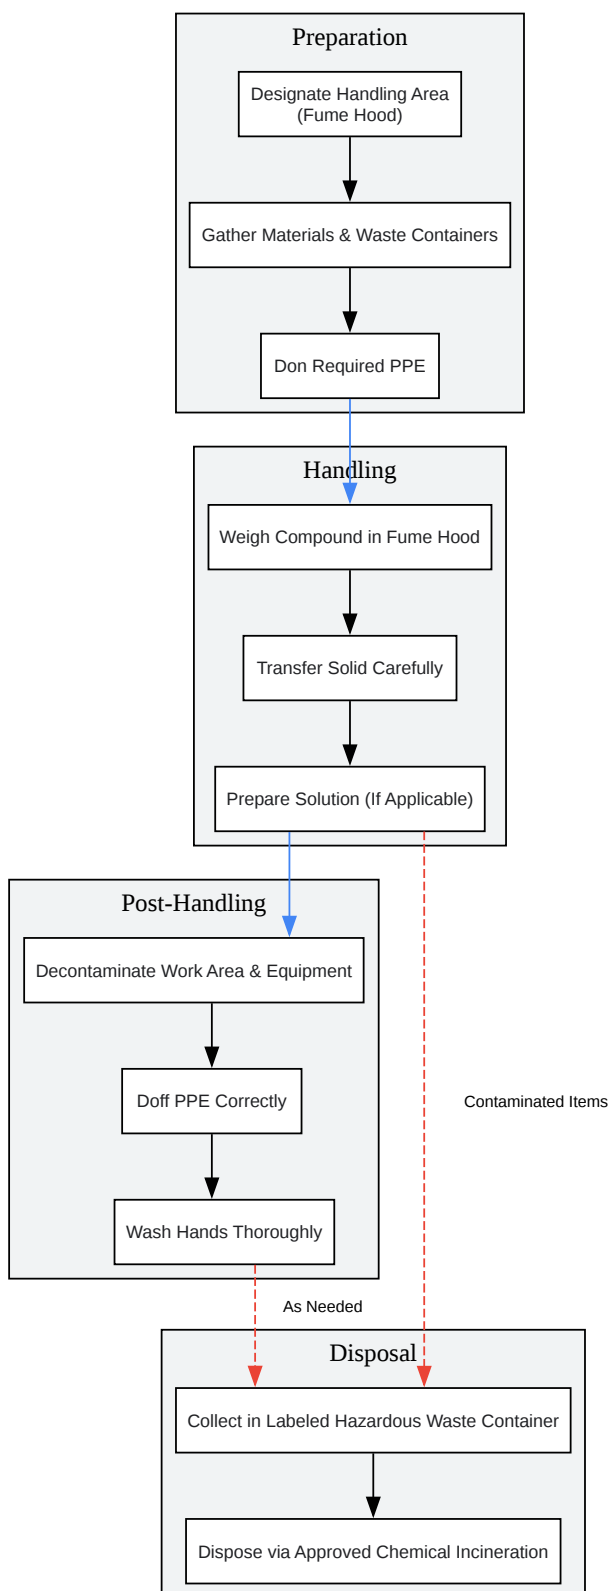 Preparation
Designate Handling Area
(Fume Hood)
Gather Materials & Waste Containers
Don Required PPE
Handling
Weigh Compound in Fume Hood
Transfer Solid Carefully
Prepare Solution (If Applicable)
Post-Handling
Decontaminate Work Area & Equipment
Doff PPE Correctly
Contaminated Items
Wash Hands Thoroughly
As Needed
Disposal
Collect in Labeled Hazardous Waste Container
Dispose via Approved Chemical Incineration